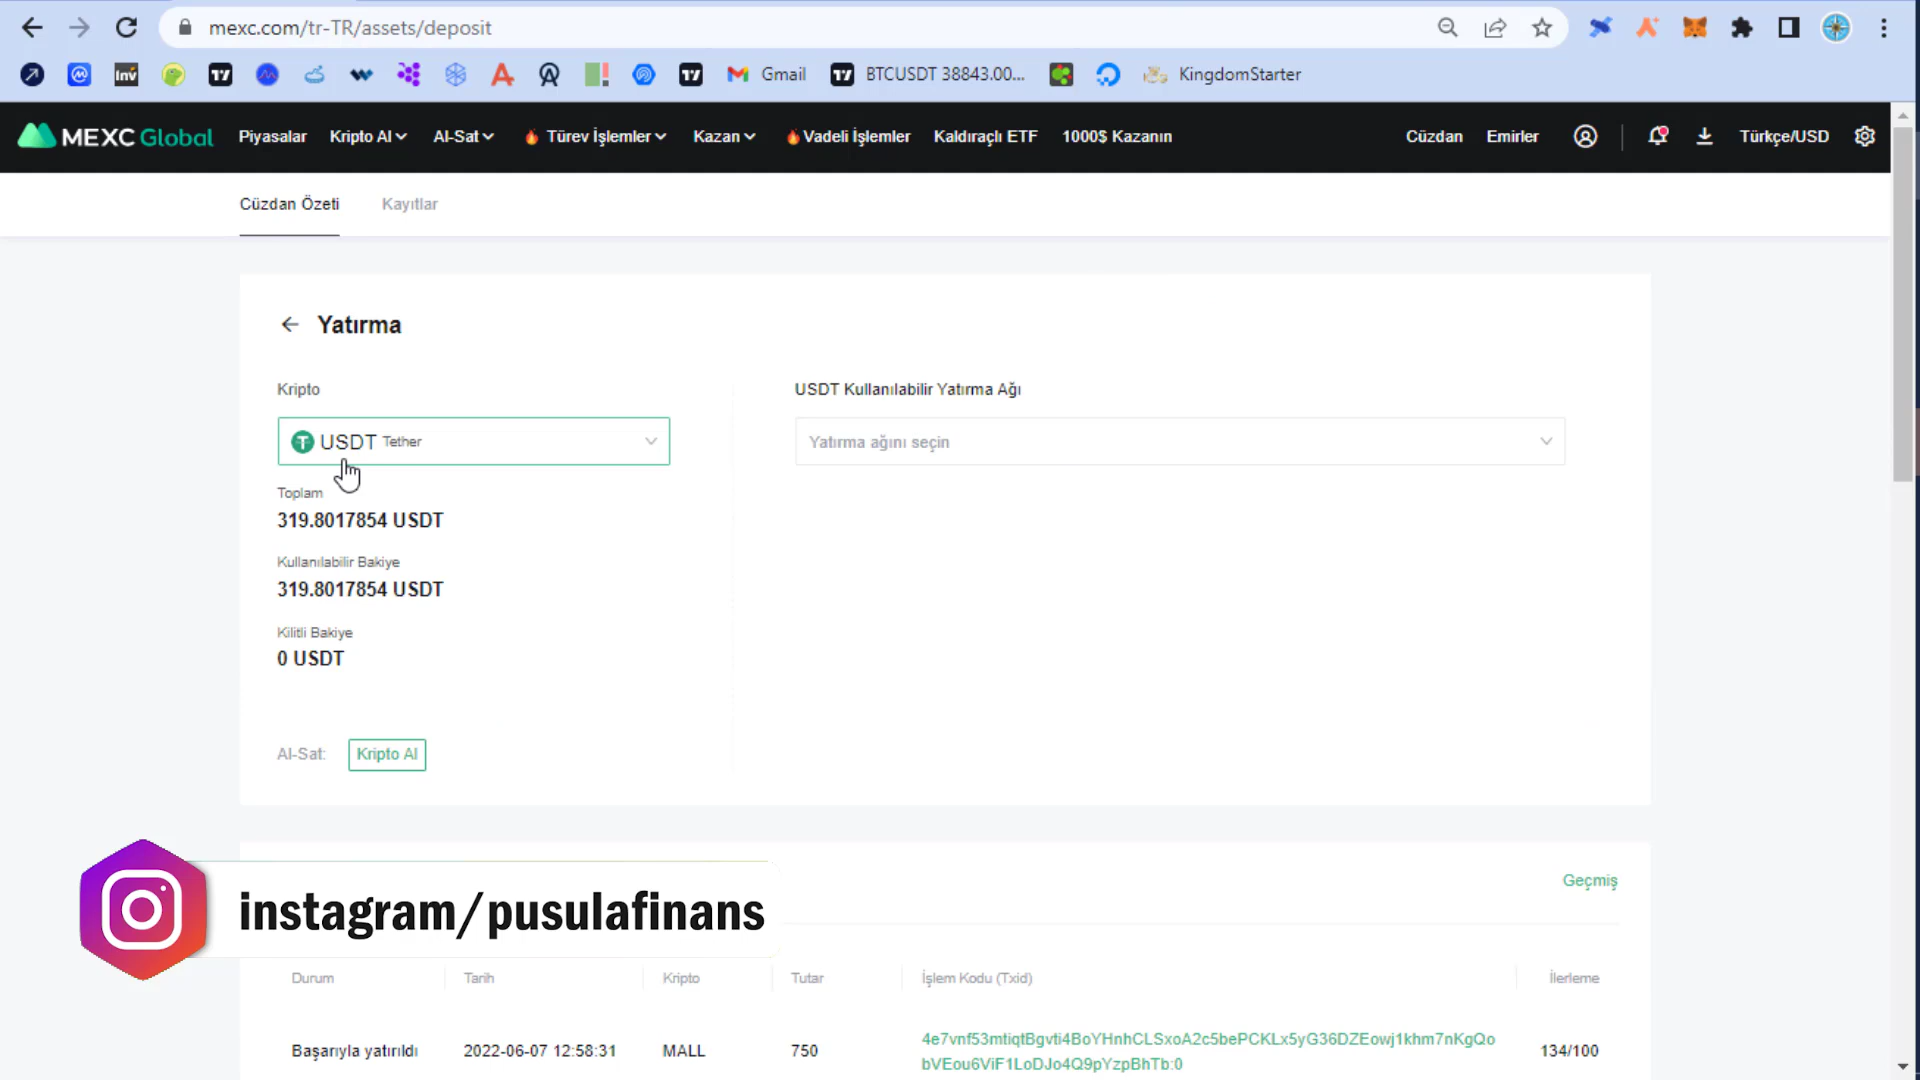 mexc.com/tr-TR/assets/deposit
Gmail
BTCUSDT 38843.00...
KingdomStarter
MEXC Global
Piyasalar
Kripto Al
Al-Sat
Türev İşlemler
Kazan
Vadeli İşlemler
Kaldıraçlı ETF
1000$ Kazanın
Cüzdan
Emirler
Türkçe/USD
Cüzdan Özeti
Kayıtlar
Yatırma
Kripto
USDT Kullanılabilir Yatırma Ağı
USDT Tether
Yatırma ağını seçin
Toplam
319.8017854 USDT
Kullanılabilir Bakiye
319.8017854 USDT
Kilitli Bakiye
0 USDT
Al-Sat:
Kripto Al
Geçmiş
instagram/pusulafinans
Durum
Tarih
Kripto
Tutar
İşlem Kodu (Txid)
İlerleme
Başarıyla yatırıldı
2022-06-07 12:58:31
MALL
750
4e7vnf53mtiqtBgvti4BoYHnhCLSxoA2c5bePCKLx5yG36DZEowj1khm7nKgQo
bVEou6ViF1LoDJo4Q9pYzpBhTb:0
134/100